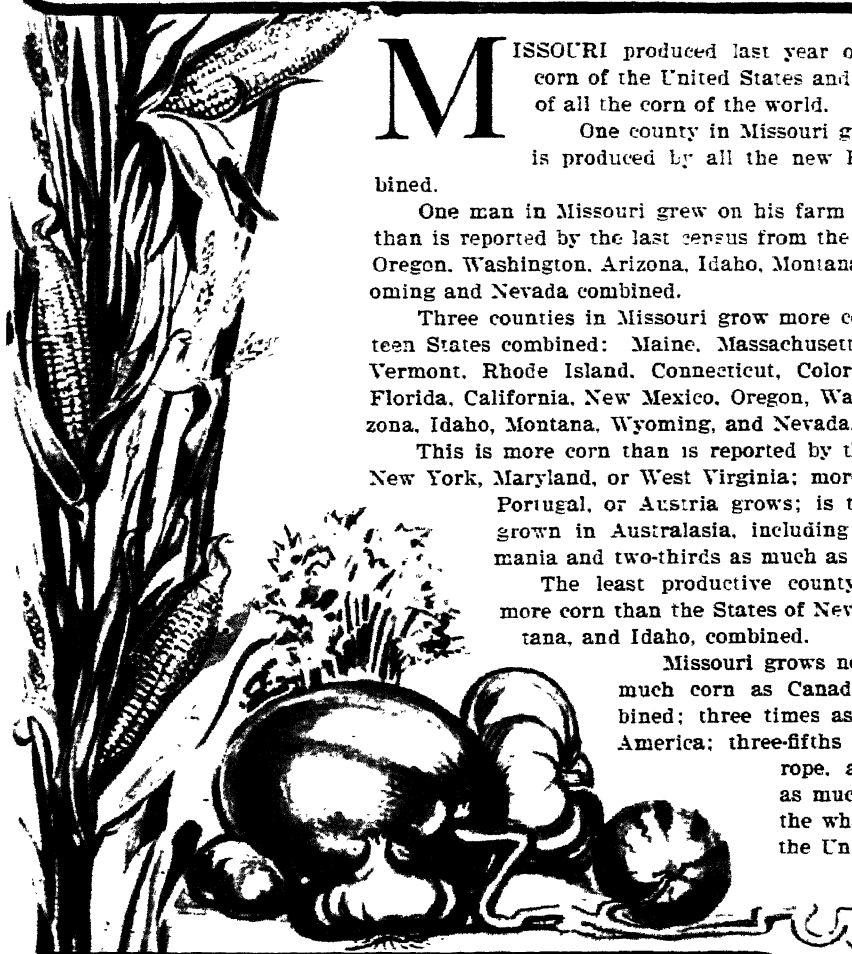 MISSOURI produced last year o
corn of the United States and
of all the corn of the world.
One county in Missouri g
is produced by all the new
bined.
One man in Missouri grew on his farm
than is reported by the last census from the
Oregon, Washington, Arizona, Idaho, Montana
oming and Nevada combined.
Three counties in Missouri grow more c
teen States combined: Maine, Massachusett
Vermont, Rhode Island, Connecticut, Color
Florida, California, New Mexico, Oregon, Wa
zona, Idaho, Montana, Wyoming, and Nevada.
This is more corn than is reported by t
New York, Maryland, or West Virginia; mor
Portugal, or Austria grows; is t
grown in Australasia, including
mania and two-thirds as much as
The least productive county
more corn than the States of Nev
tana, and Idaho, combined.
Missouri grows ne
much corn as Canad
bined; three times as
America; three-fifths
rope, a
as muc
the wh
the Un